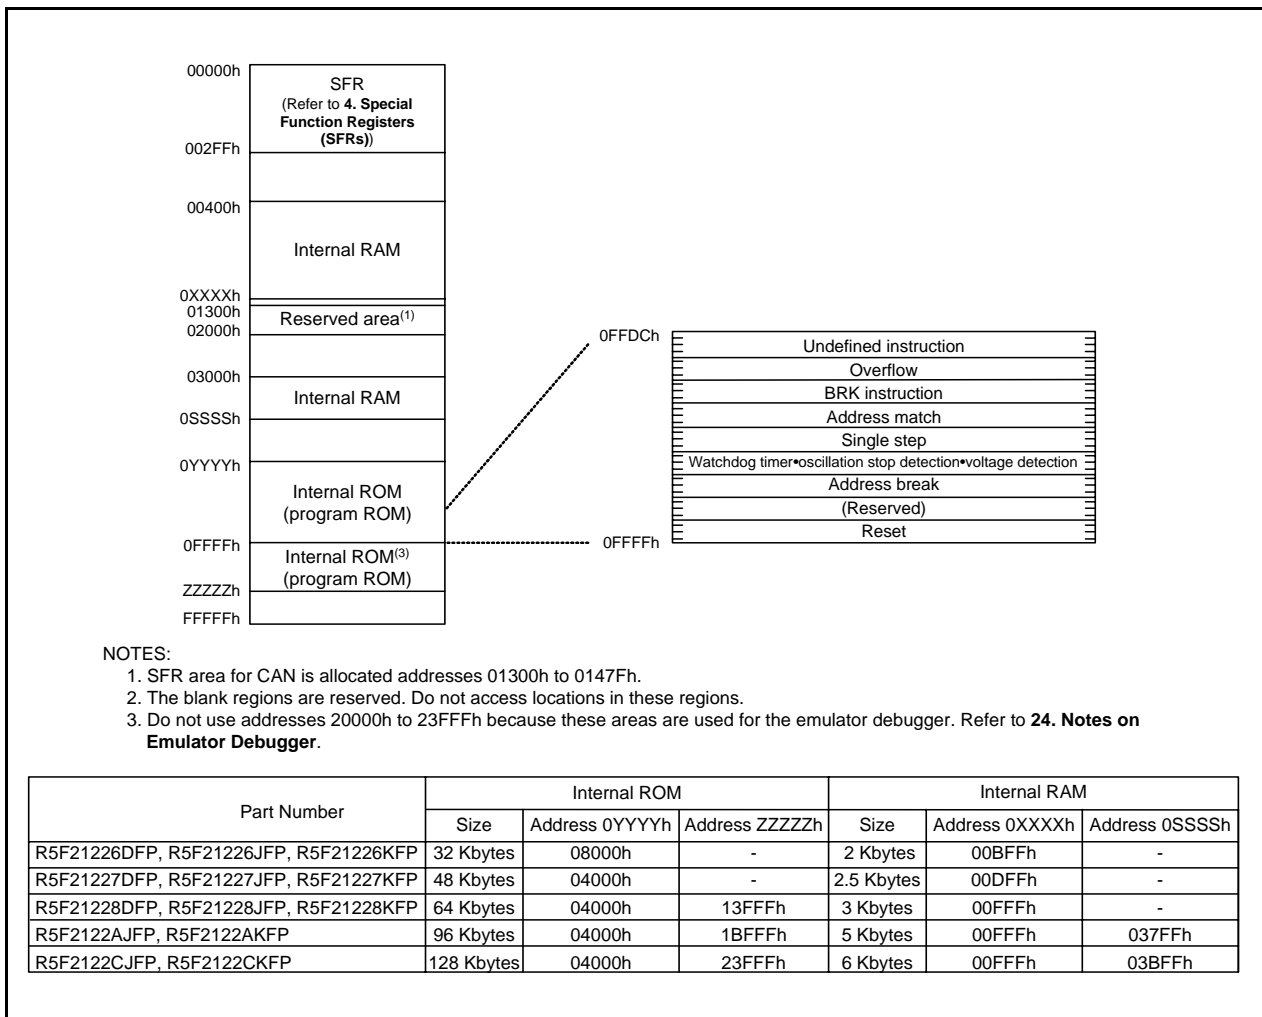 00000h
SFR
(Refer to 4. Special
Function Registers
(SFRs))
002FFh
00400h
Internal RAM
0XXXXh
01300h
Reserved area(1)
02000h
03000h
Internal RAM
0SSSSh
0YYYYh
Internal ROM
(program ROM)
0FFFFh
Internal ROM(3)
(program ROM)
ZZZZZh
FFFFFh
0FFDCh
Undefined instruction
Overflow
BRK instruction
Address match
Single step
Watchdog timer•oscillation stop detection•voltage detection
Address break
(Reserved)
Reset
0FFFFh
NOTES:
1. SFR area for CAN is allocated addresses 01300h to 0147Fh.
2. The blank regions are reserved. Do not access locations in these regions.
3. Do not use addresses 20000h to 23FFFh because these areas are used for the emulator debugger. Refer to 24. Notes on
Emulator Debugger.
Part Number Internal ROM Internal RAM
Size Address 0YYYYh Address ZZZZZh Size Address 0XXXXh Address 0SSSSh
R5F21226DFP, R5F21226JFP, R5F21226KFP 32 Kbytes 08000h - 2 Kbytes 00BFFh -
R5F21227DFP, R5F21227JFP, R5F21227KFP 48 Kbytes 04000h - 2.5 Kbytes 00DFFh -
R5F21228DFP, R5F21228JFP, R5F21228KFP 64 Kbytes 04000h 13FFFh 3 Kbytes 00FFFh -
R5F2122AJFP, R5F2122AKFP 96 Kbytes 04000h 1BFFFh 5 Kbytes 00FFFh 037FFh
R5F2122CJFP, R5F2122CKFP 128 Kbytes 04000h 23FFFh 6 Kbytes 00FFFh 03BFFh